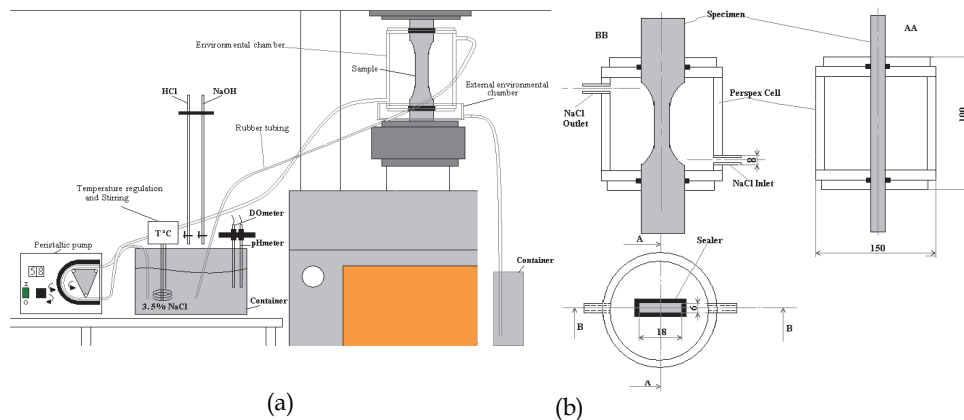 Environmental chamber
Sample
HCl
NaOH
External environmental
chamber
Rubber tubing
Temperature regulation
and Stirring
T °C
DOmeter
pHmeter
Peristaltic pump
58
I
O
3.5% NaCl
Container
Container
(a)
Specimen
BB
AA
NaCl
Outlet
Perspex Cell
8
NaCl Inlet
100
150
A
Sealer
6
18
B
B
A
(b)